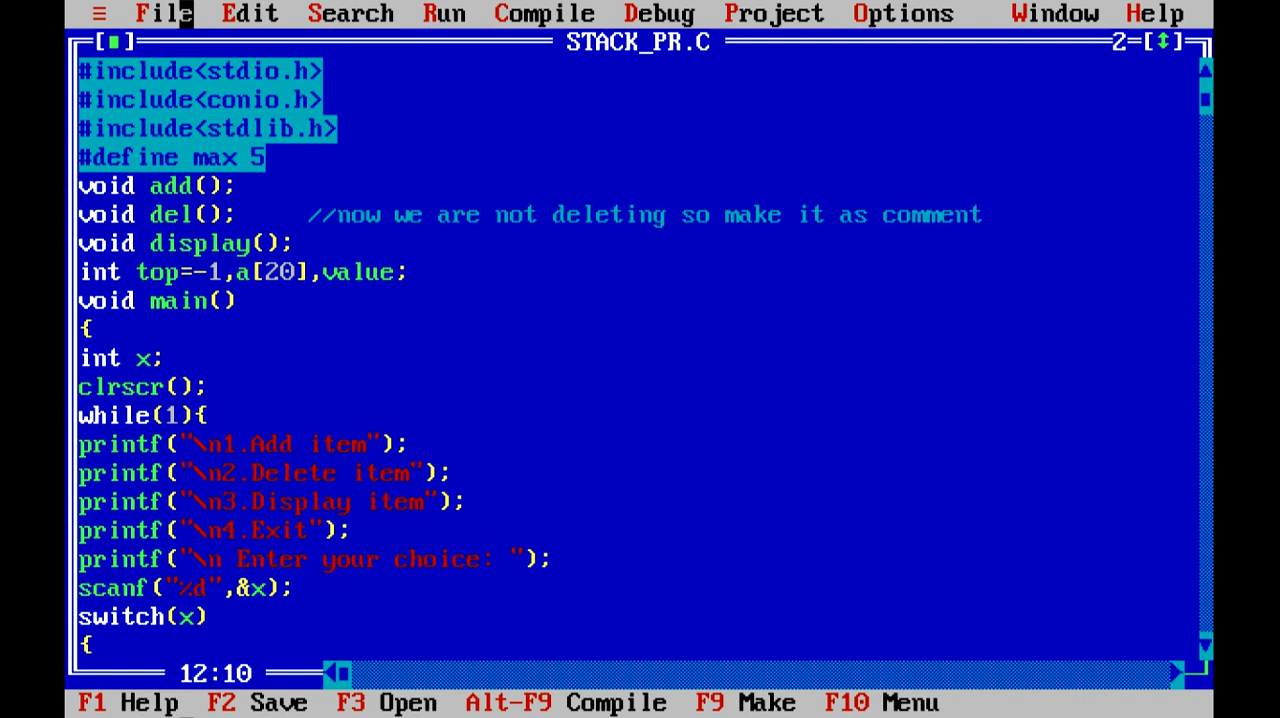 ≡ File Edit Search Run Compile Debug Project Options Window Help
[■] STACK_PR.C 2=[↕]
#include<stdio.h>
#include<conio.h>
#include<stdlib.h>
#define max 5
void add();
void del();     //now we are not deleting so make it as comment
void display();
int top=-1,a[20],value;
void main()
{
int x;
clrscr();
while(1){
printf("\n1.Add item");
printf("\n2.Delete item");
printf("\n3.Display item");
printf("\n4.Exit");
printf("\n Enter your choice: ");
scanf("%d",&x);
switch(x)
{
12:10
F1 Help F2 Save F3 Open Alt-F9 Compile F9 Make F10 Menu